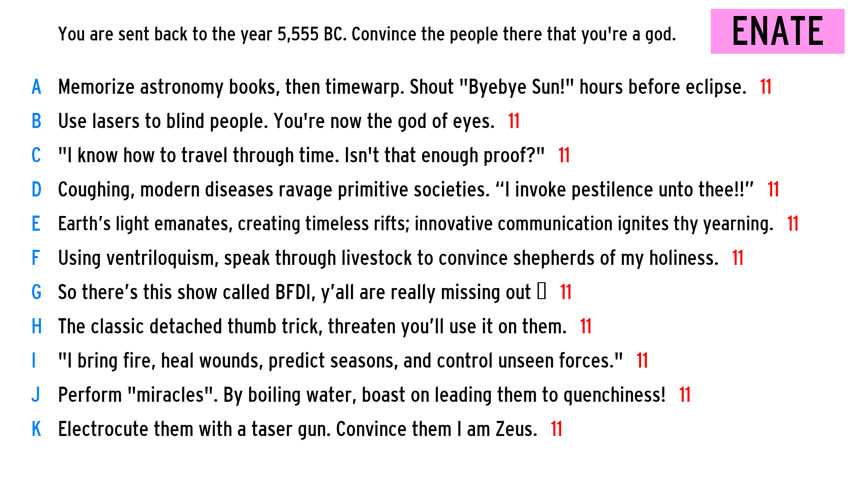 You are sent back to the year 5,555 BC. Convince the people there that you're a god.
ENATE
A Memorize astronomy books, then timewarp. Shout "Byebye Sun!" hours before eclipse. 11
B Use lasers to blind people. You're now the god of eyes. 11
C "I know how to travel through time. Isn't that enough proof?" 11
D Coughing, modern diseases ravage primitive societies. “I invoke pestilence unto thee!!” 11
E Earth’s light emanates, creating timeless rifts; innovative communication ignites thy yearning. 11
F Using ventriloquism, speak through livestock to convince shepherds of my holiness. 11
G So there’s this show called BFDI, y’all are really missing out 11
H The classic detached thumb trick, threaten you’ll use it on them. 11
I "I bring fire, heal wounds, predict seasons, and control unseen forces." 11
J Perform "miracles". By boiling water, boast on leading them to quenchiness! 11
K Electrocute them with a taser gun. Convince them I am Zeus. 11